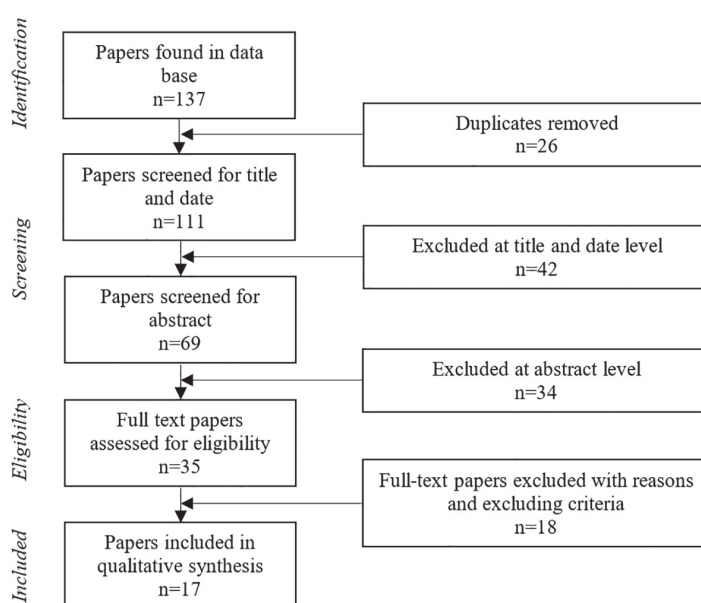 Identification
Papers found in data
base
n=137
Duplicates removed
n=26
Papers screened for title
and date
n=111
Screening
Excluded at title and date level
n=42
Papers screened for
abstract
n=69
Excluded at abstract level
n=34
Eligibility
Full text papers
assessed for eligibility
n=35
Full-text papers excluded with reasons
and excluding criteria
n=18
Included
Papers included in
qualitative synthesis
n=17